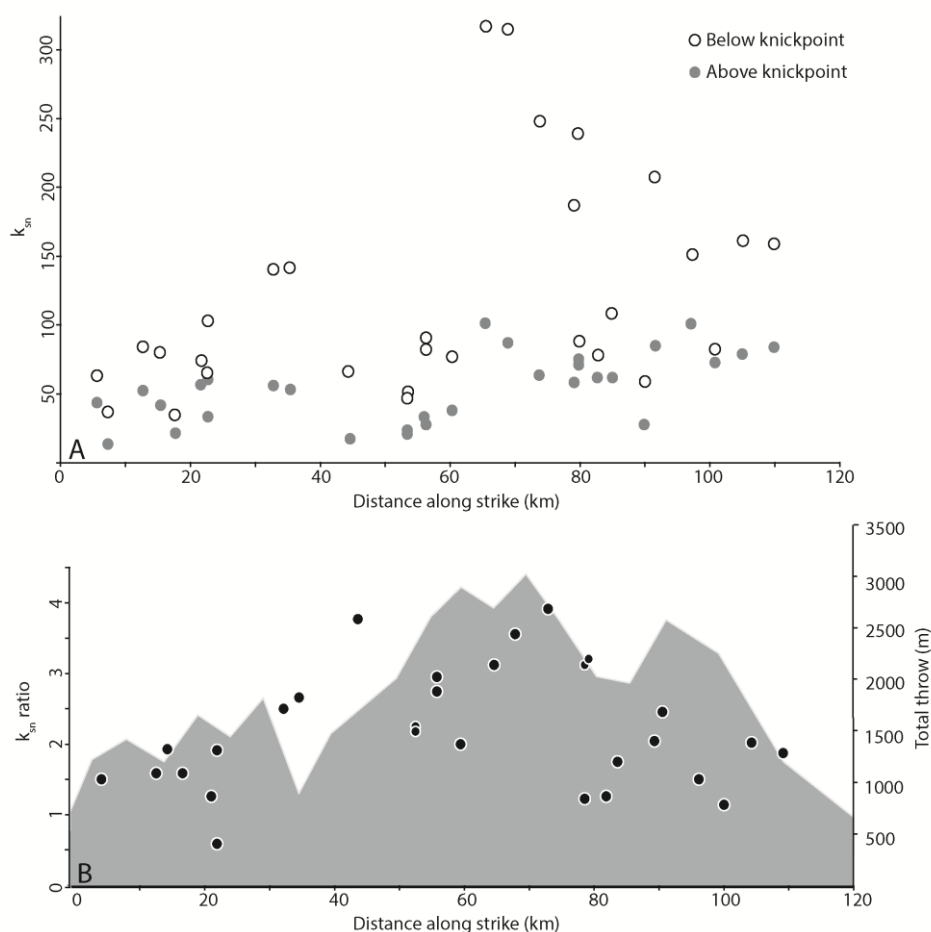 300
250
200
150
100
50
k sn
Below knickpoint
Above knickpoint
A
0 20 40 60 80 100 120
Distance along strike (km)
4
3
2
1
0
k sn ratio
3500
3000
2500
2000
1500
1000
500
Total throw (m)
B
0 20 40 60 80 100 120
Distance along strike (km)